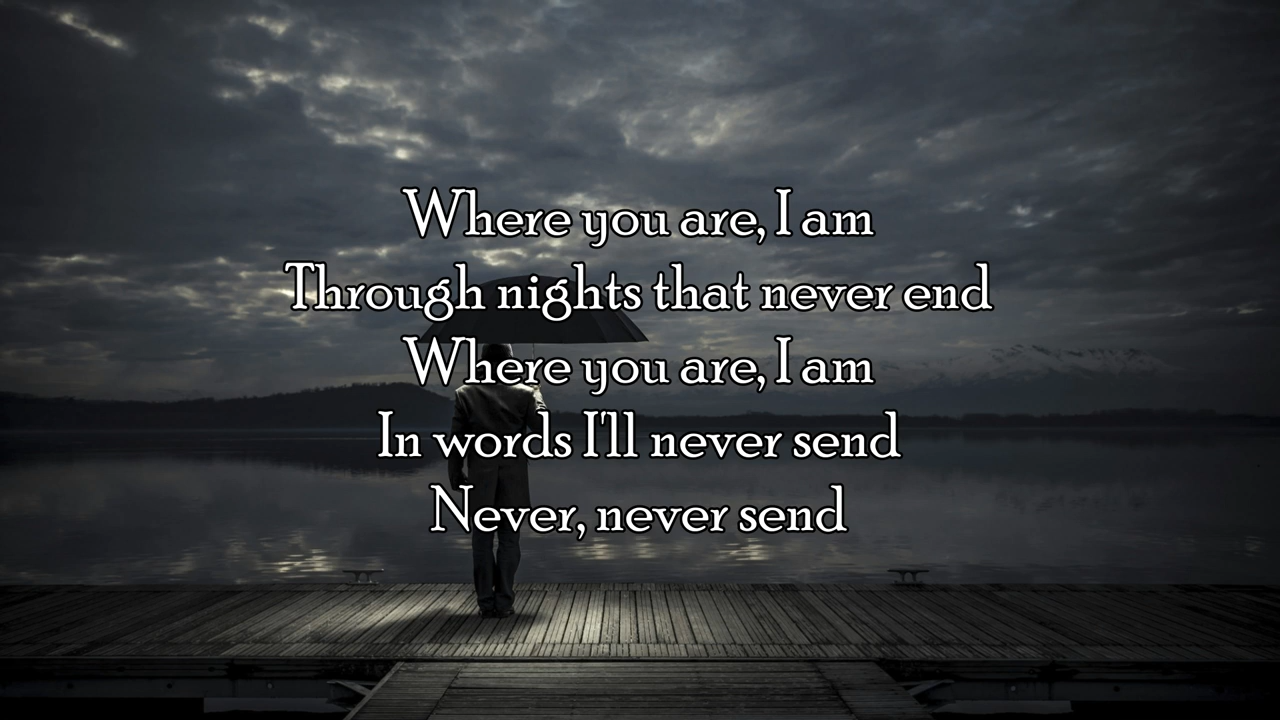 Where you are, I am
Through nights that never end
Where you are, I am
In words I'll never send
Never, never send